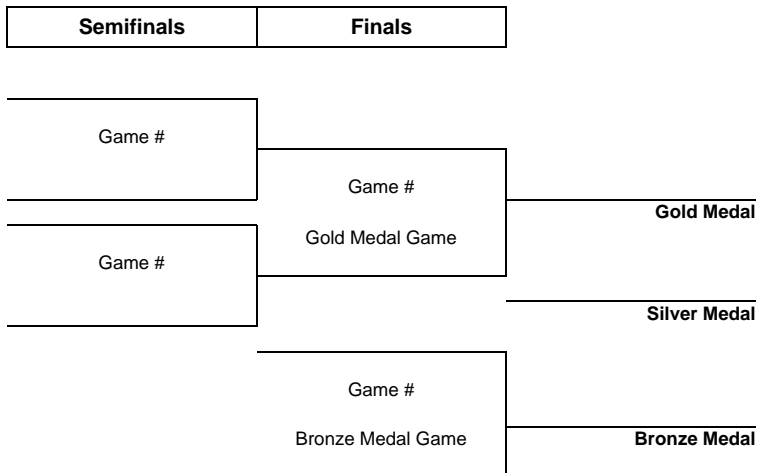 Semifinals Finals
Game #
Game #
Gold Medal
Gold Medal Game
Game #
Silver Medal
Game #
Bronze Medal Game Bronze Medal